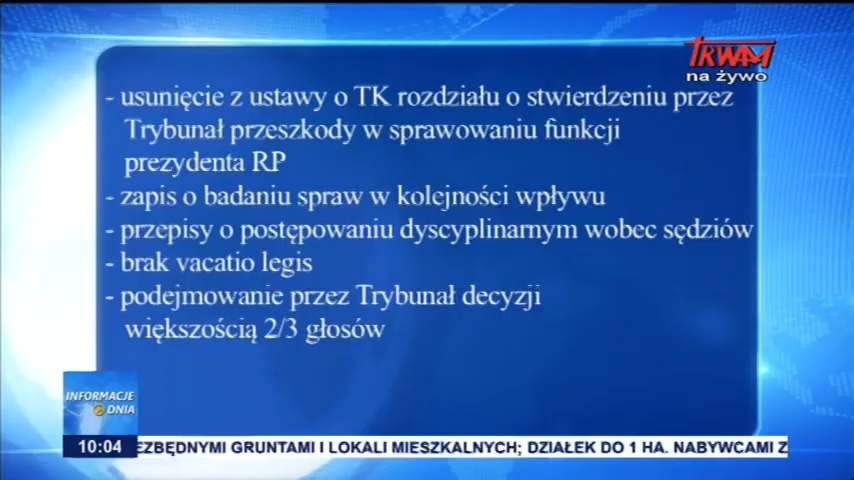 TRWAM
na żywo
- usunięcie z ustawy o TK rozdziału o stwierdzeniu przez
Trybunał przeszkody w sprawowaniu funkcji
prezydenta RP
- zapis o badaniu spraw w kolejności wpływu
- przepisy o postępowaniu dyscyplinarnym wobec sędziów
- brak vacatio legis
- podejmowanie przez Trybunał decyzji
większością 2/3 głosów
INFORMACJE
DNIA
10:04 EZBĘDNYMI GRUNTAMI I LOKALI MIESZKALNYCH; DZIAŁEK DO 1 HA. NABYWCAMI Z